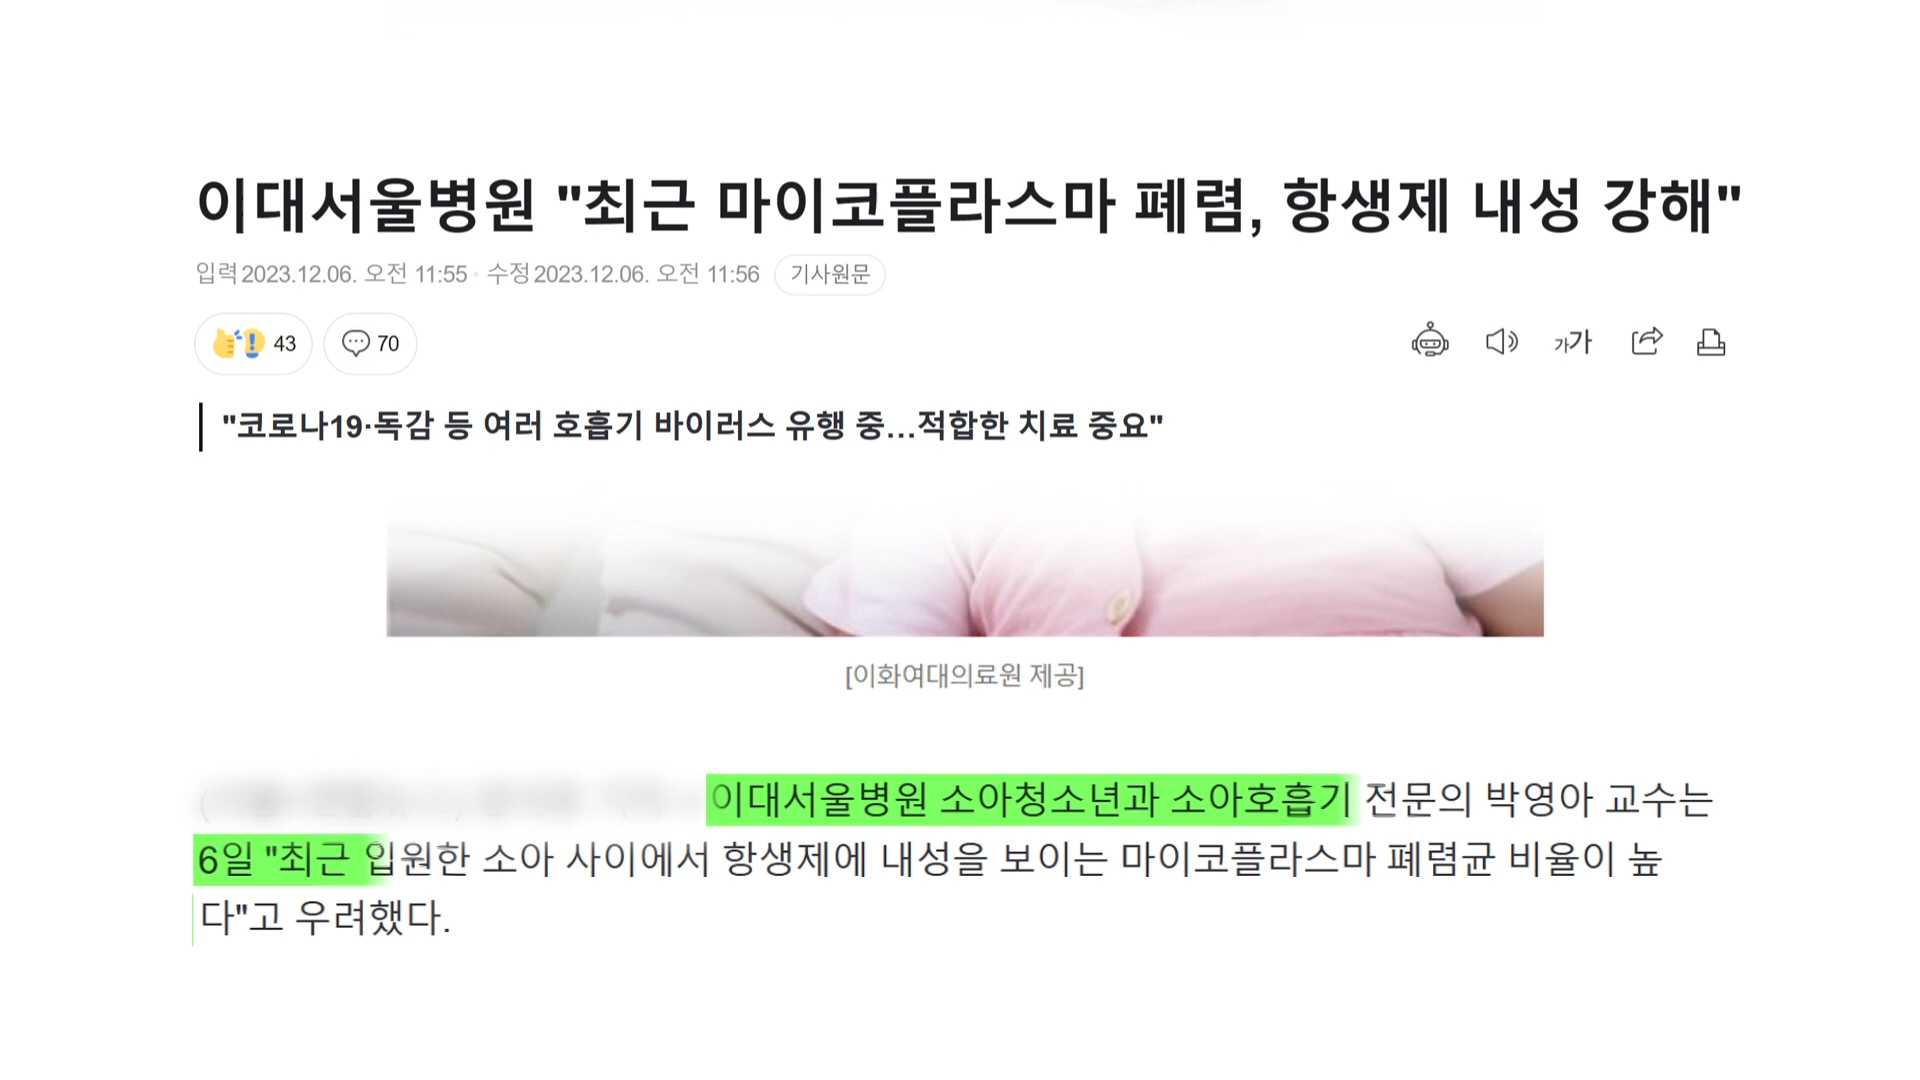 이대서울병원 "최근 마이코플라스마 폐렴, 항생제 내성 강해"
입력 2023.12.06. 오전 11:55 · 수정 2023.12.06. 오전 11:56 기사원문
43 70 가가
"코로나19·독감 등 여러 호흡기 바이러스 유행 중...적합한 치료 중요"
[이화여대의료원 제공]
이대서울병원 소아청소년과 소아호흡기 전문의 박영아 교수는
6일 "최근 입원한 소아 사이에서 항생제에 내성을 보이는 마이코플라스마 폐렴균 비율이 높
다"고 우려했다.